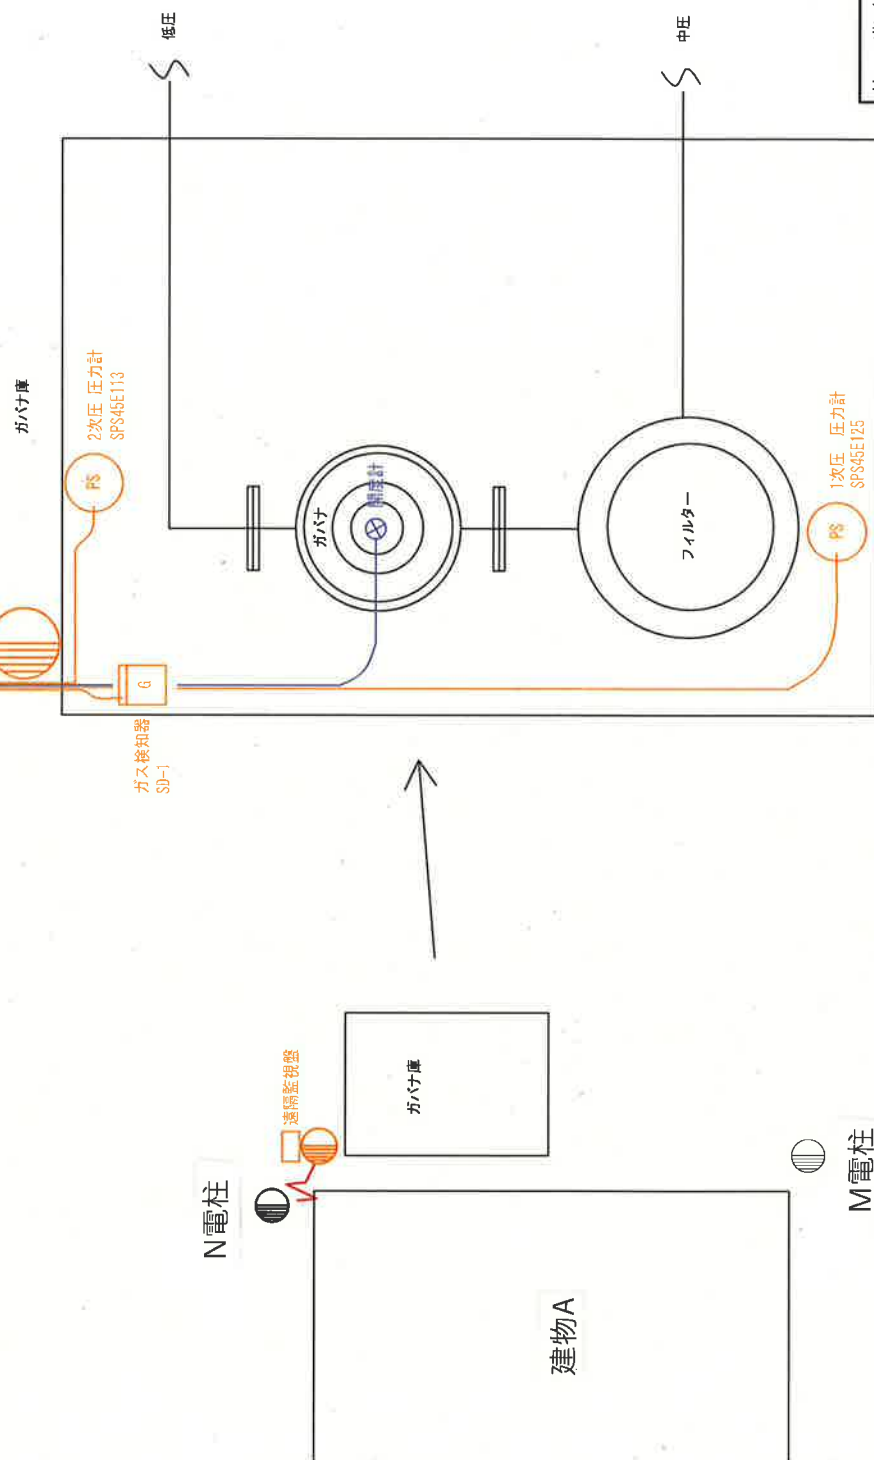 低圧
中圧
ガバナ庫
2次圧 圧力計
SPS45E113
PS
ガバナ
開度計
フィルター
1次圧 圧力計
SPS45E125
PS
G
ガス検知器
SD-1
遠隔監視盤
ガバナ庫
N電柱
M電柱
建物A